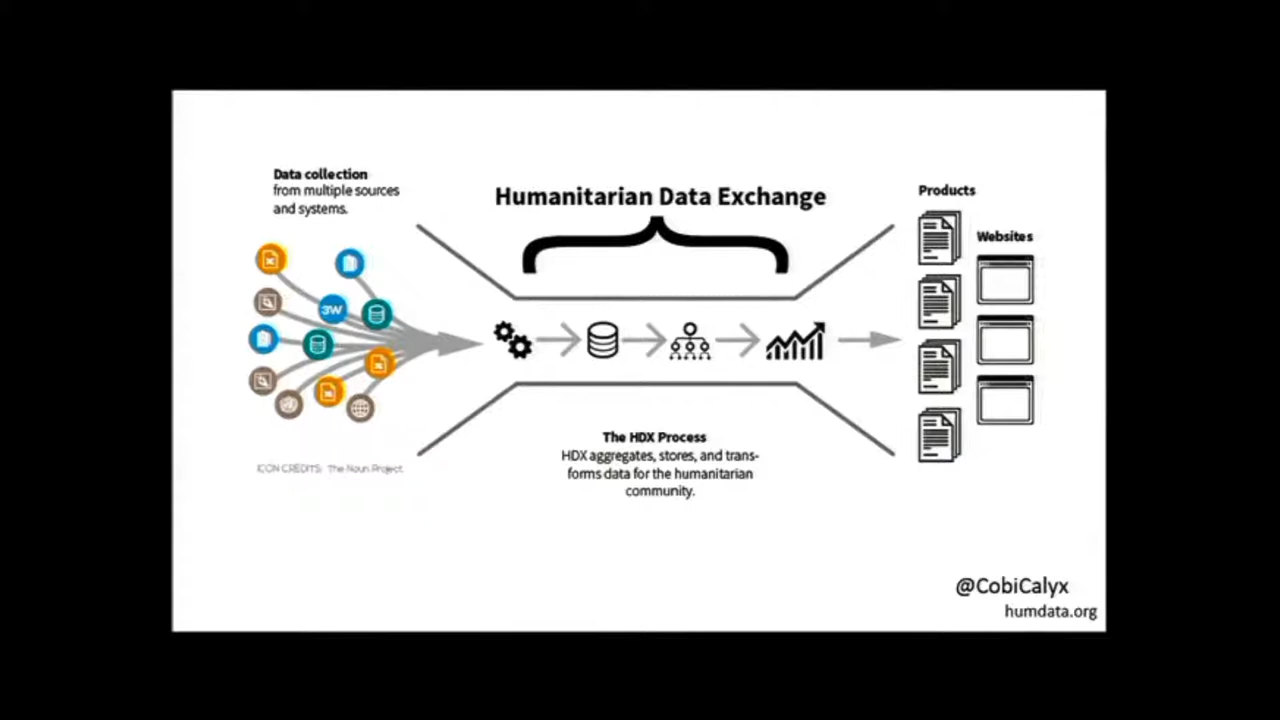 Data collection
from multiple sources
and systems.
Humanitarian Data Exchange
Products
Websites
3W
The HDX Process
HDX aggregates, stores, and trans-
forms data for the humanitarian
community.
ICON CREDITS: The Noun Project
@CobiCalyx
humdata.org